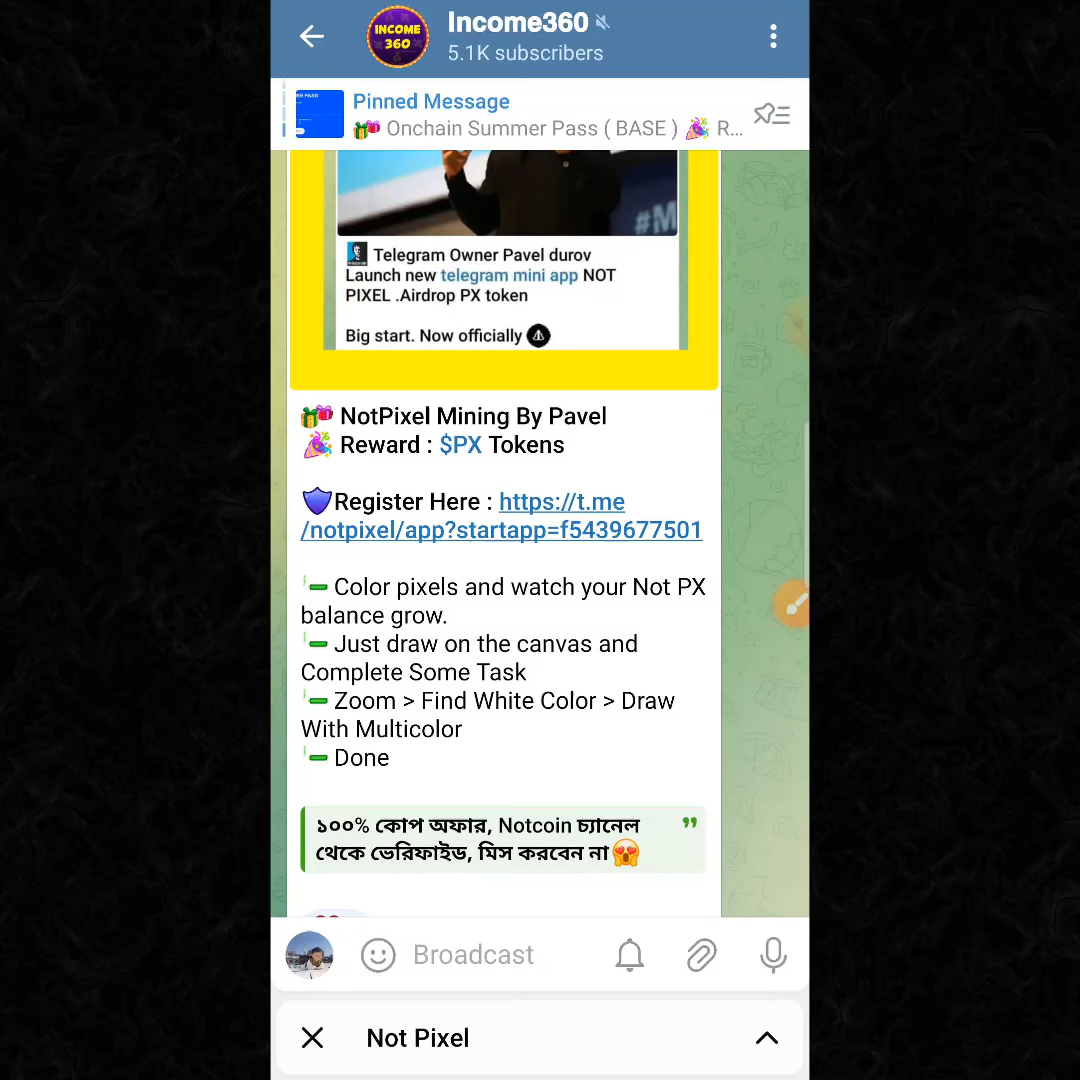 INCOME
360
Income360
5.1K subscribers
Pinned Message
🎁 Onchain Summer Pass ( BASE ) 🎉 R...
#M
Telegram Owner Pavel durov
Launch new telegram mini app NOT
PIXEL .Airdrop PX token
Big start. Now officially
🎁 NotPixel Mining By Pavel
🎉 Reward : $PX Tokens
🛡Register Here : https://t.me
/notpixel/app?startapp=f5439677501
Color pixels and watch your Not PX
balance grow.
Just draw on the canvas and
Complete Some Task
Zoom > Find White Color > Draw
With Multicolor
Done
১০০% কোপ অফার, Notcoin চ্যানেল
থেকে ভেরিফাইড, মিস করবেন না😱
Broadcast
Not Pixel